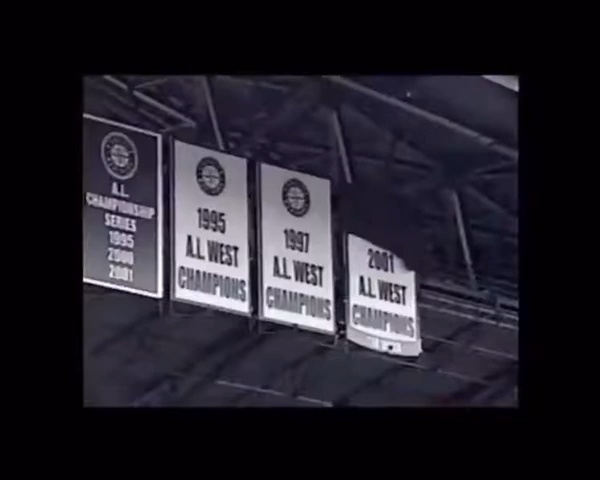 A.L.
CHAMPIONSHIP
SERIES
1995
2000
2001
1995
A.L. WEST
CHAMPIONS
1997
A.L. WEST
CHAMPIONS
2001
A.L. WEST
CHAMPIONS